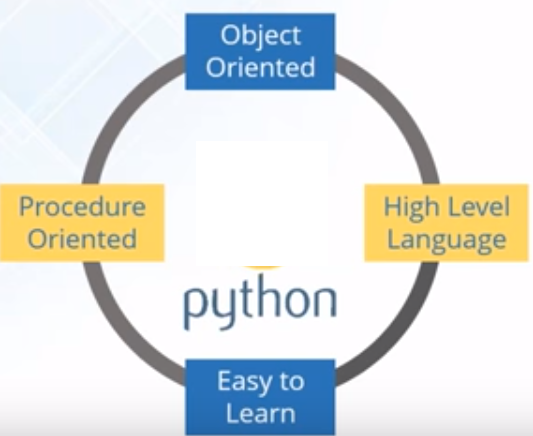 Object
Oriented
Procedure
Oriented
High Level
Language
python
Easy to
Learn